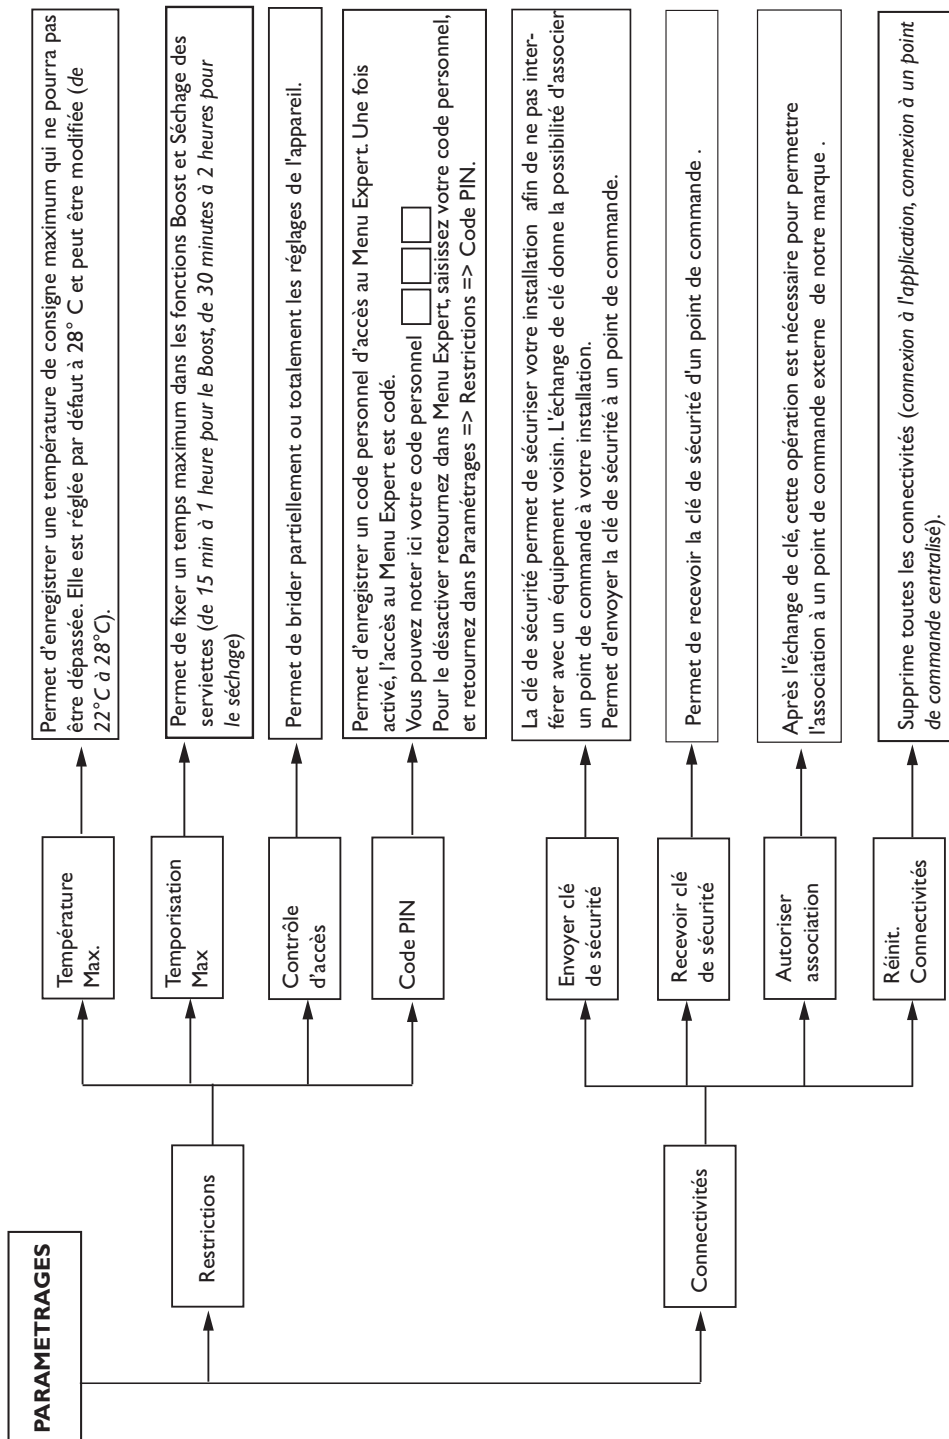 PARAMETRAGES
Restrictions
Température
Max.
Permet d'enregistrer une température de consigne maximum qui ne pourra pas
être dépassée. Elle est réglée par défaut à 28° C et peut être modifiée (de
22°C à 28°C).
Temporisation
Max
Permet de fixer un temps maximum dans les fonctions Boost et Séchage des
serviettes (de 15 min à 1 heure pour le Boost, de 30 minutes à 2 heures pour
le séchage)
Contrôle
d'accès
Permet de brider partiellement ou totalement les réglages de l'appareil.
Code PIN
Permet d'enregistrer un code personnel d'accès au Menu Expert. Une fois
activé, l'accès au Menu Expert est codé.
Vous pouvez noter ici votre code personnel
Pour le désactiver retournez dans Menu Expert, saisissez votre code personnel,
et retournez dans Paramétrages => Restrictions => Code PIN.
Connectivités
Envoyer clé
de sécurité
La clé de sécurité permet de sécuriser votre installation afin de ne pas inter-
férer avec un équipement voisin. L'échange de clé donne la possibilité d'associer
un point de commande à votre installation.
Permet d'envoyer la clé de sécurité à un point de commande.
Recevoir clé
de sécurité
Permet de recevoir la clé de sécurité d'un point de commande .
Autoriser
association
Après l'échange de clé, cette opération est nécessaire pour permettre
l'association à un point de commande externe de notre marque .
Réinit.
Connectivités
Supprime toutes les connectivités (connexion à l'application, connexion à un point
de commande centralisé).